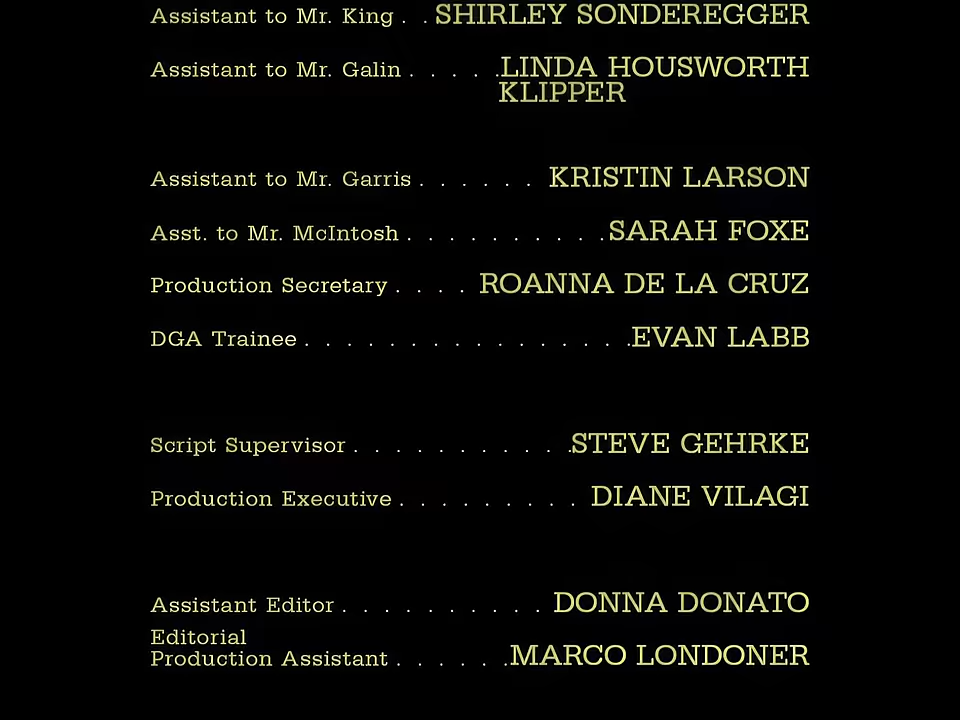 Assistant to Mr. King . . SHIRLEY SONDEREGGER
Assistant to Mr. Galin . . . . . LINDA HOUSWORTH
KLIPPER
Assistant to Mr. Garris . . . . . . KRISTIN LARSON
Asst. to Mr. McIntosh . . . . . . . . . . SARAH FOXE
Production Secretary . . . . ROANNA DE LA CRUZ
DGA Trainee . . . . . . . . . . . . . . . . . . . EVAN LABB
Script Supervisor . . . . . . . . . . . . . STEVE GEHRKE
Production Executive . . . . . . . . . DIANE VILAGI
Assistant Editor . . . . . . . . . . DONNA DONATO
Editorial
Production Assistant . . . . . . MARCO LONDONER